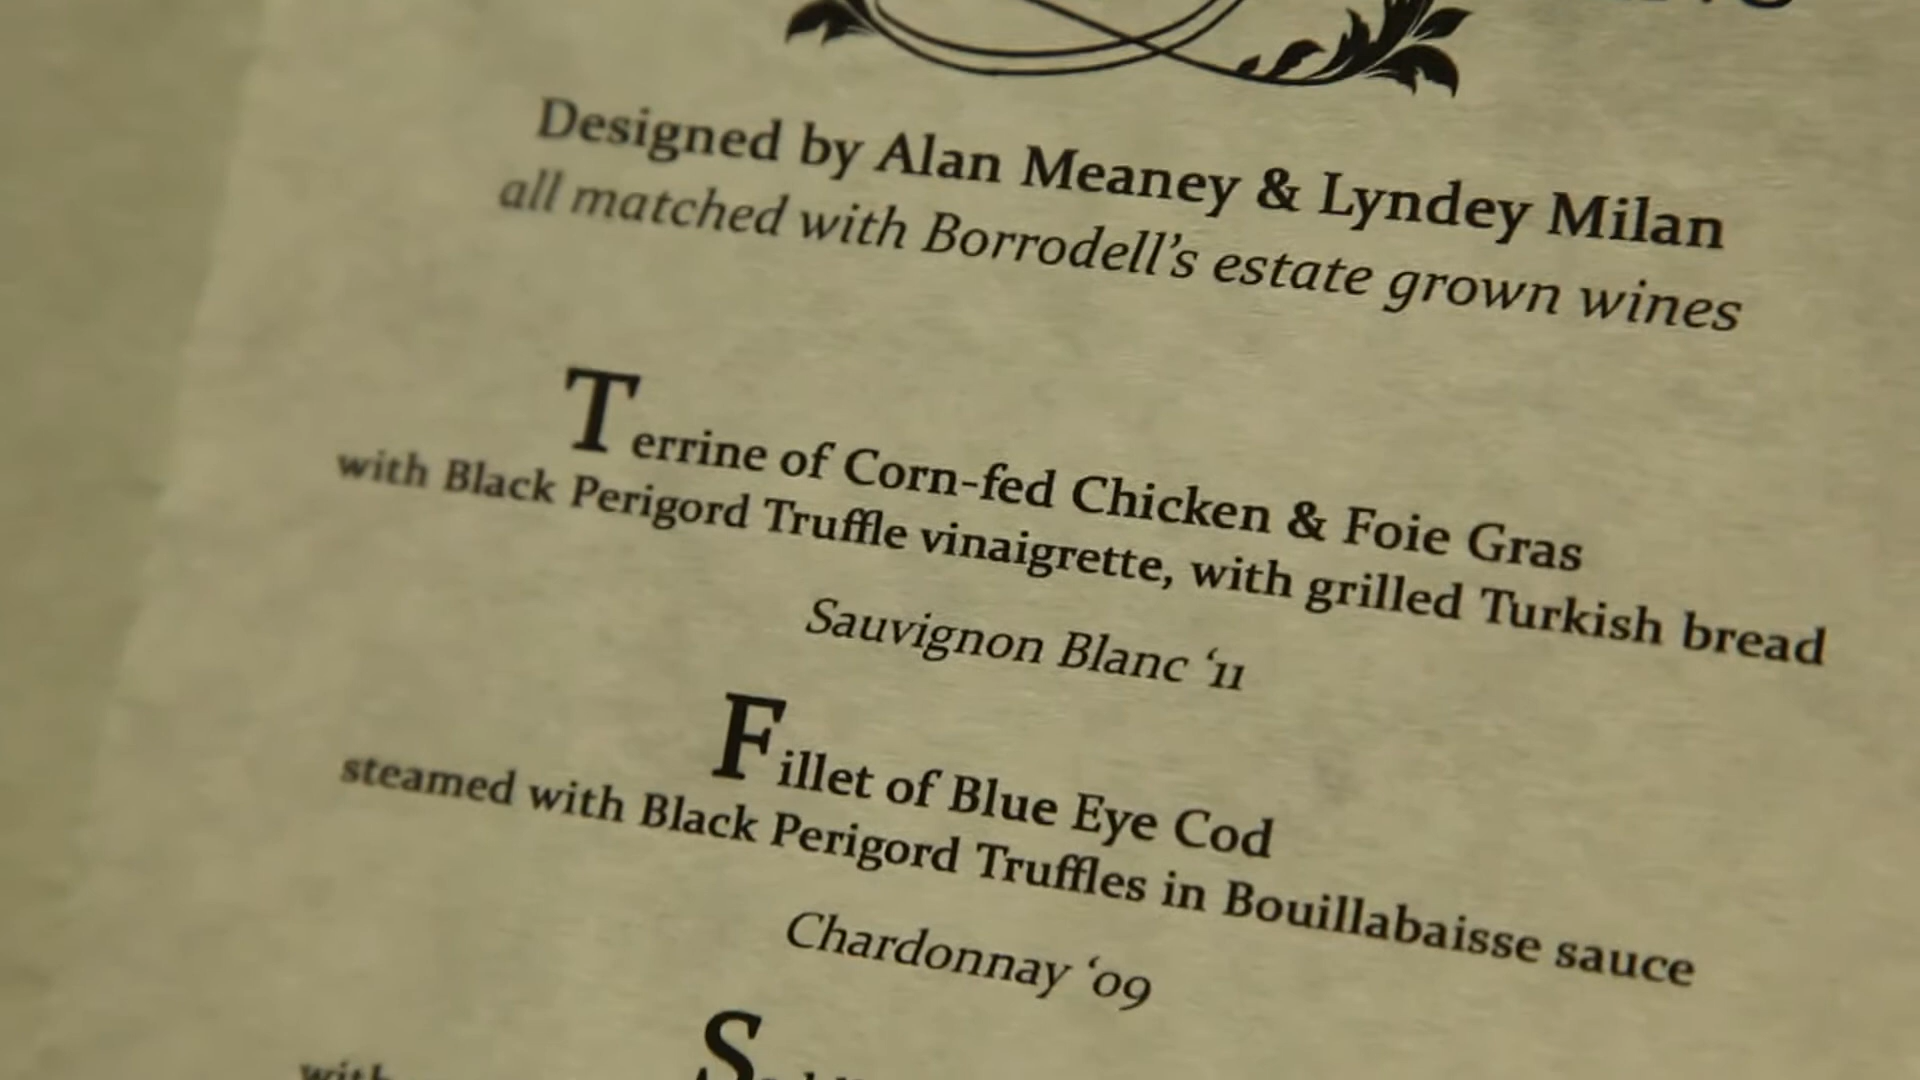 Designed by Alan Meaney & Lyndey Milan
all matched with Borrodell's estate grown wines
Terrine of Corn-fed Chicken & Foie Gras
with Black Perigord Truffle vinaigrette, with grilled Turkish bread
Sauvignon Blanc ‘11
Fillet of Blue Eye Cod
steamed with Black Perigord Truffles in Bouillabaisse sauce
Chardonnay ‘09
with